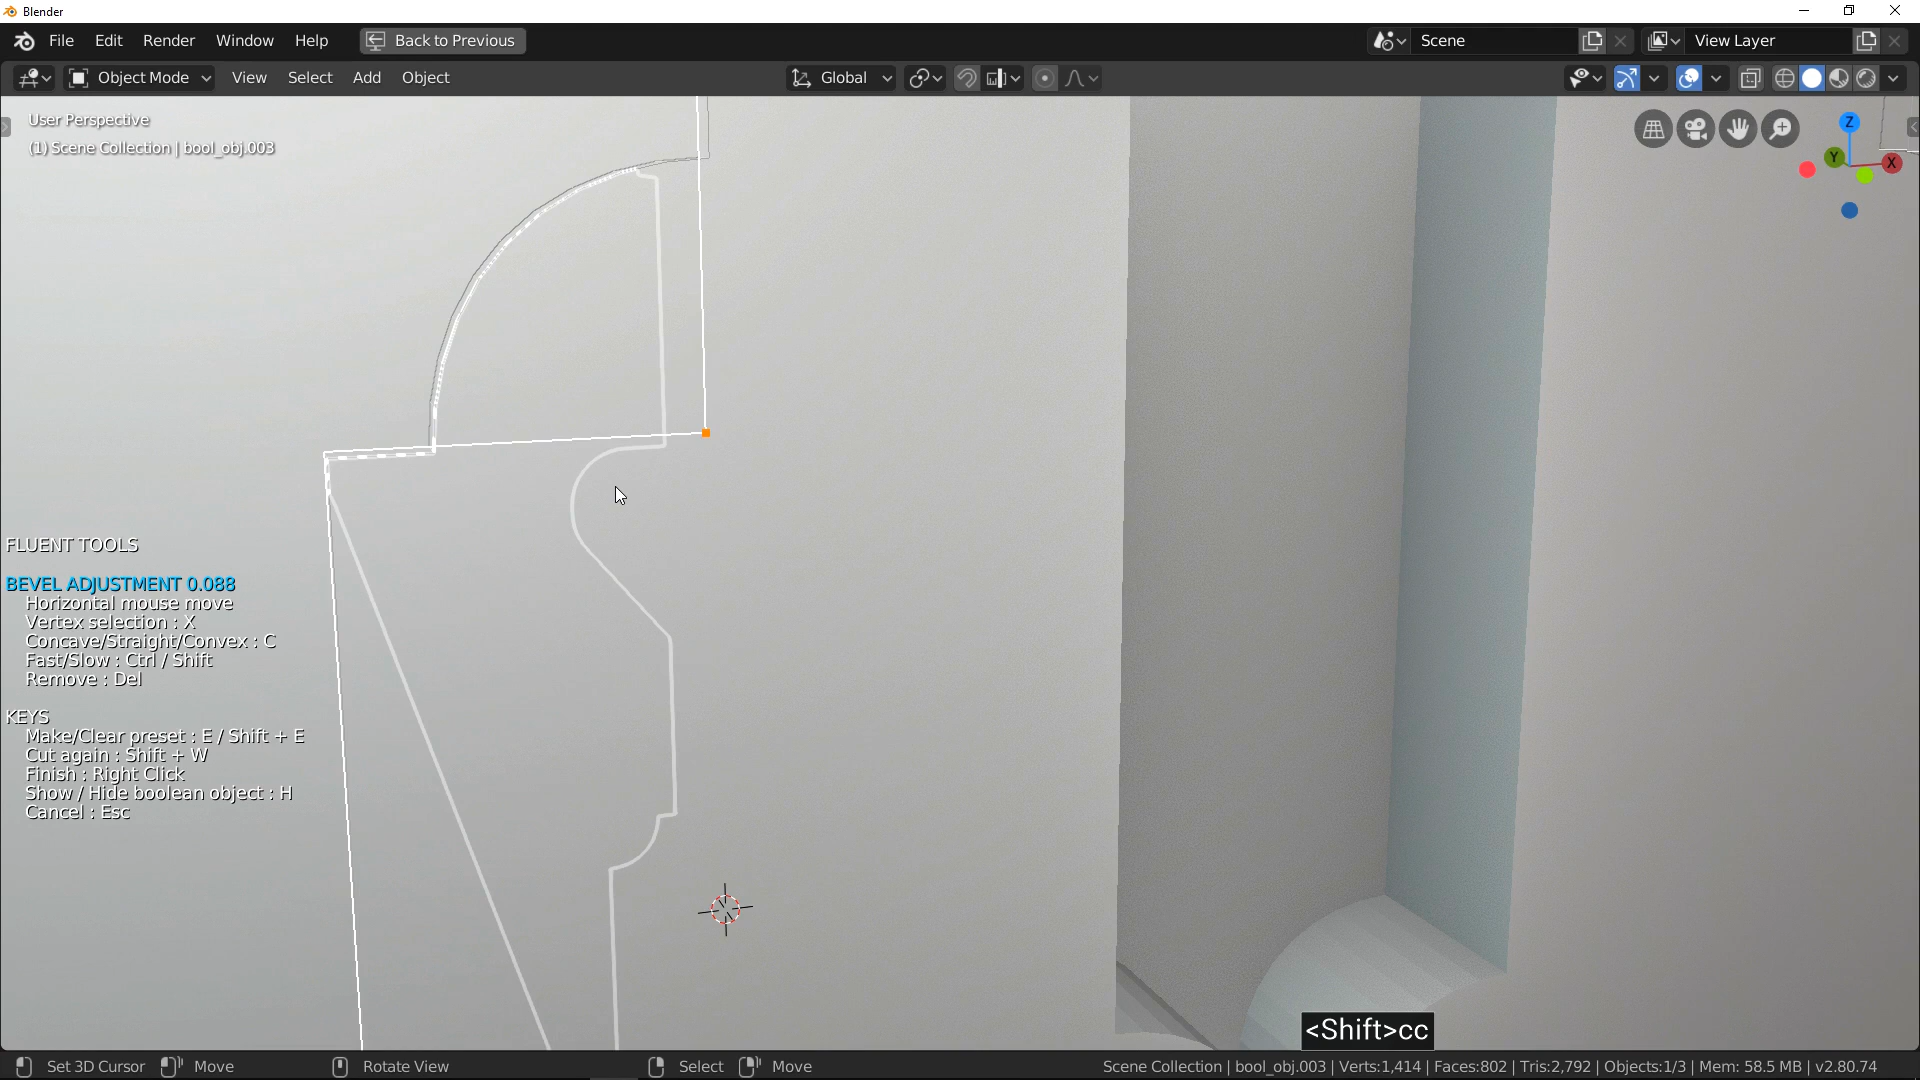 Blender
File Edit Render Window Help Back to Previous Scene View Layer
Object Mode View Select Add Object Global
User Perspective
(1) Scene Collection | bool_obj.003
Z
Y
X
FLUENT TOOLS
BEVEL ADJUSTMENT 0.088
Horizontal mouse move
Vertex selection : X
Concave/Straight/Convex : C
Fast/Slow : Ctrl / Shift
Remove : Del
KEYS
Make/Clear preset : E / Shift + E
Cut again : Shift + W
Finish : Right Click
Show / Hide boolean object : H
Cancel : Esc
<Shift>cc
Set 3D Cursor Move Rotate View Select Move Scene Collection | bool_obj.003 | Verts:1,414 | Faces:802 | Tris:2,792 | Objects:1/3 | Mem: 58.5 MB | v2.80.74